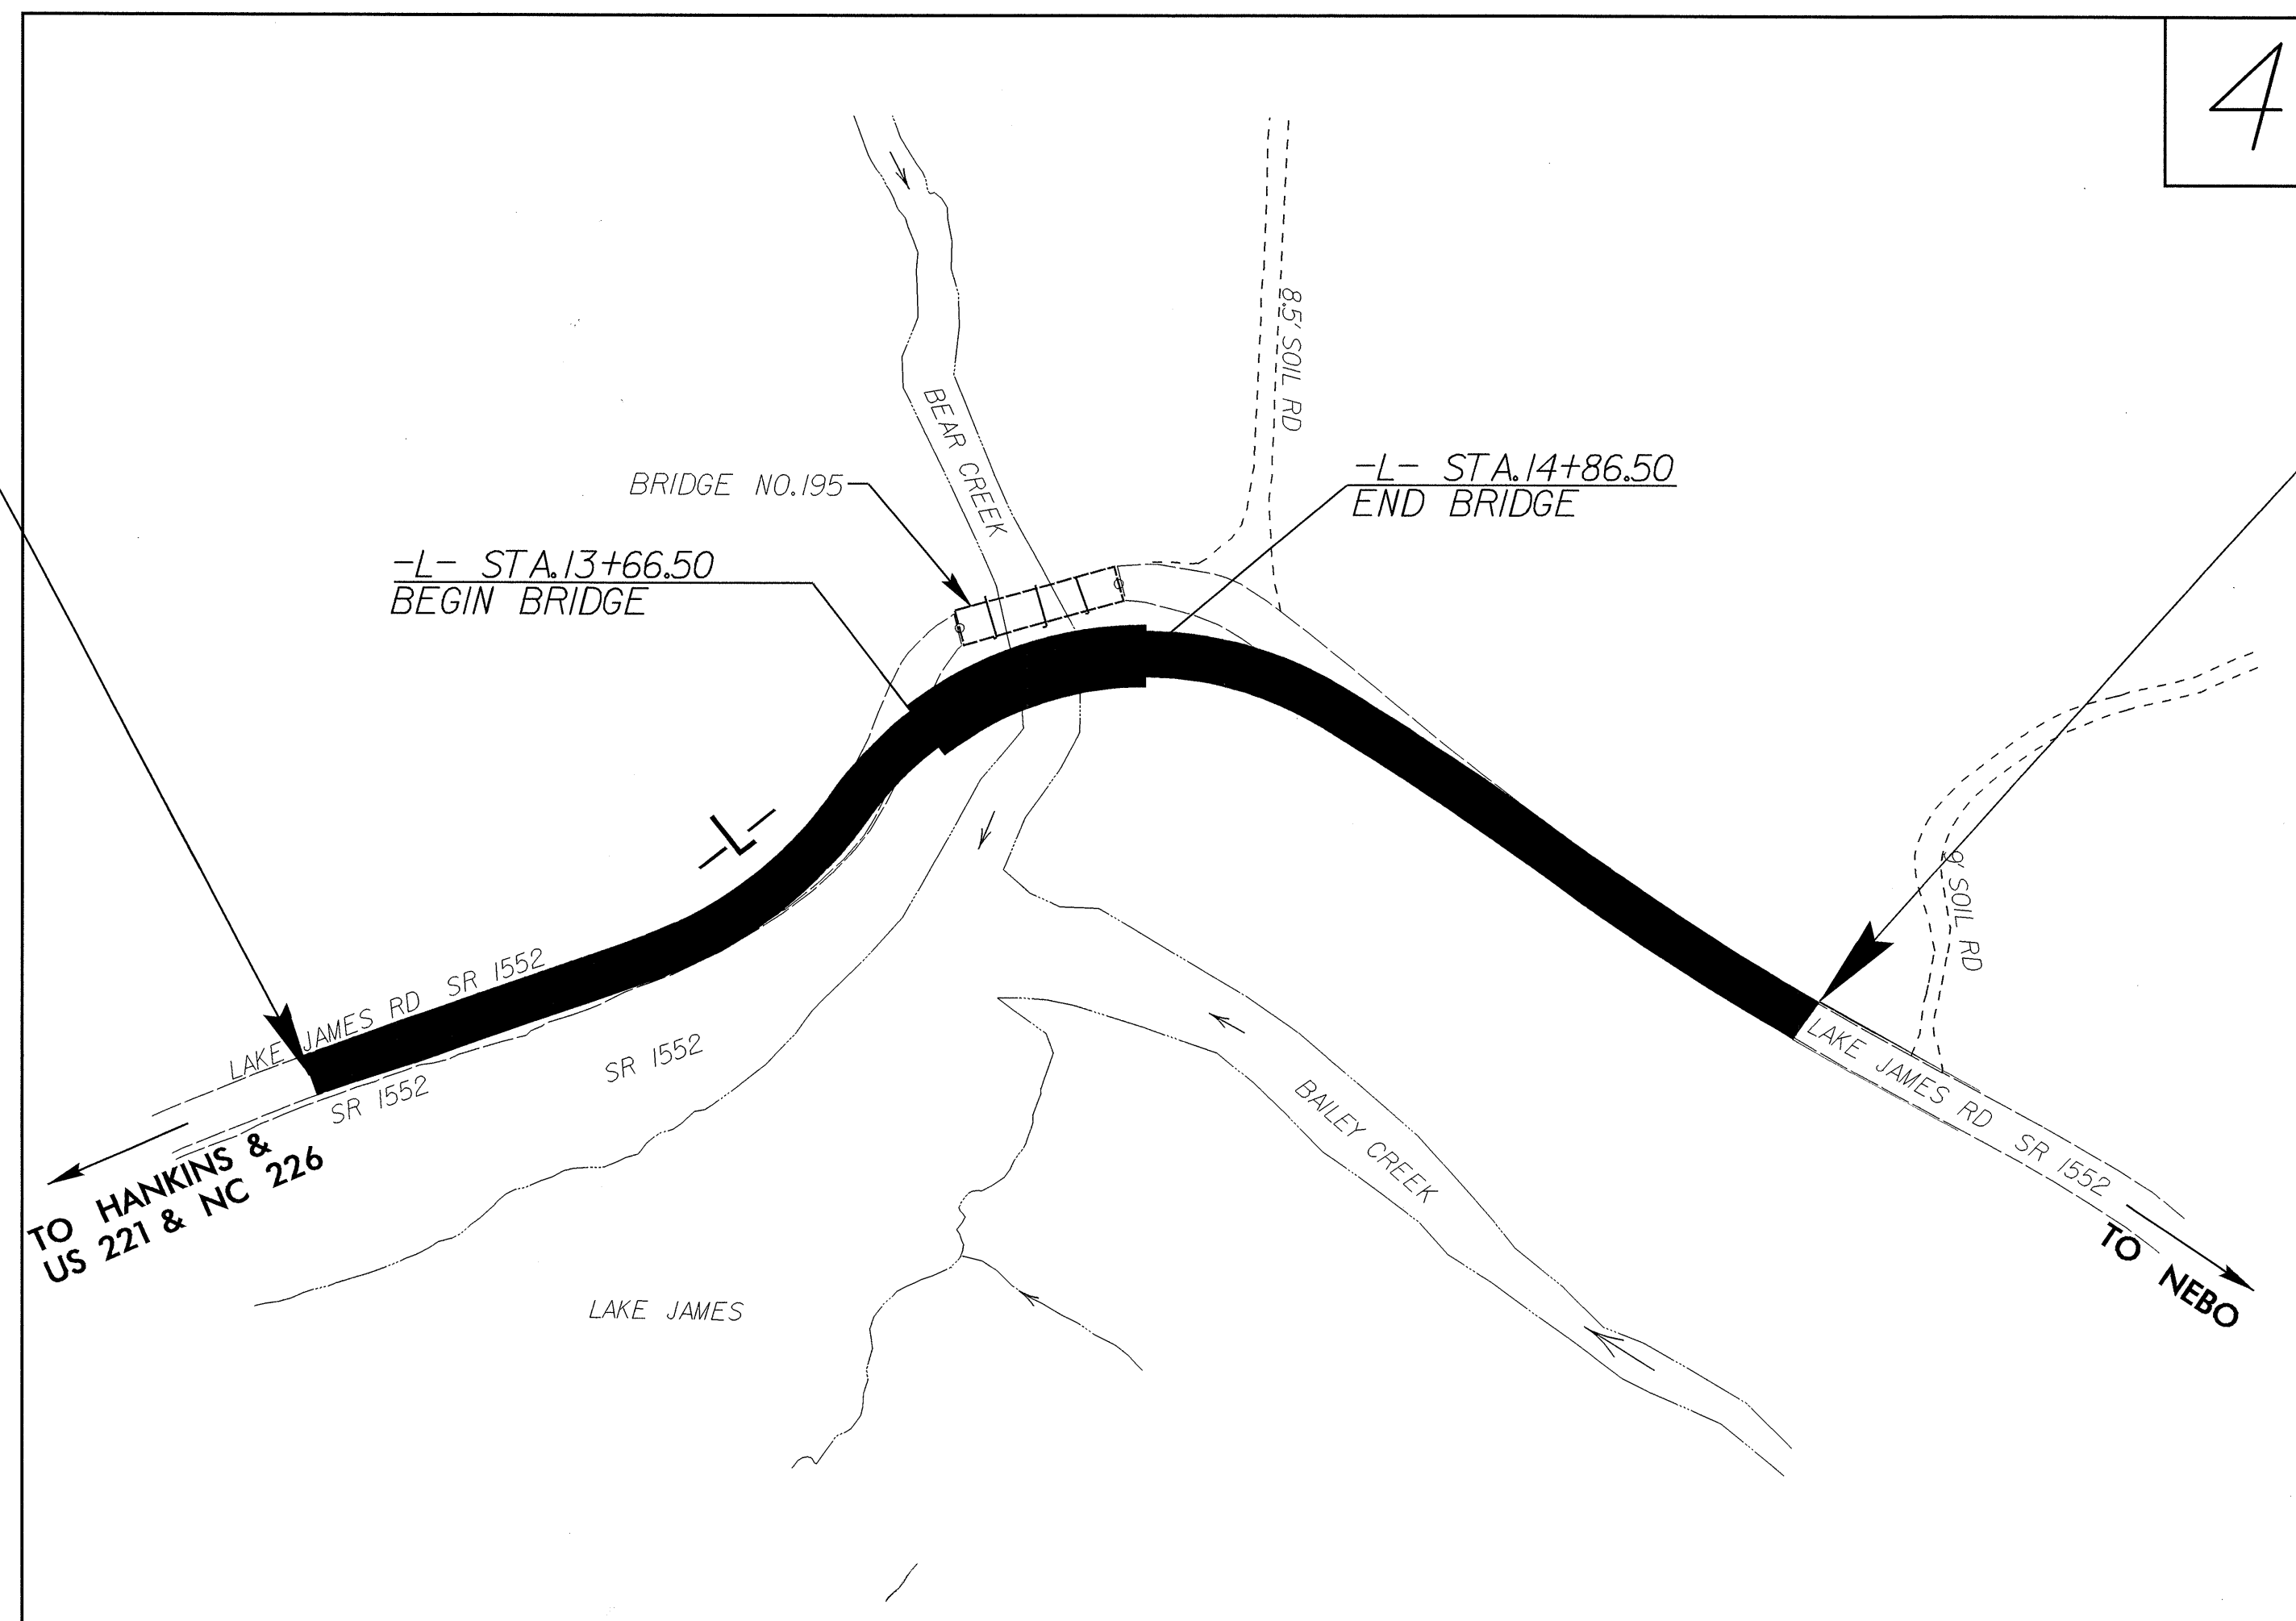 4
8.5' SOIL RD
BEAR CREEK
BRIDGE NO. 195
-L- STA. 14+86.50
END BRIDGE
-L- STA. 13+66.50
BEGIN BRIDGE
-L-
9' SOIL RD
LAKE JAMES RD SR 1552
SR 1552
SR 1552
LAKE JAMES RD SR 1552
BAILEY CREEK
TO HANKINS &
US 221 & NC 226
TO NEBO
LAKE JAMES